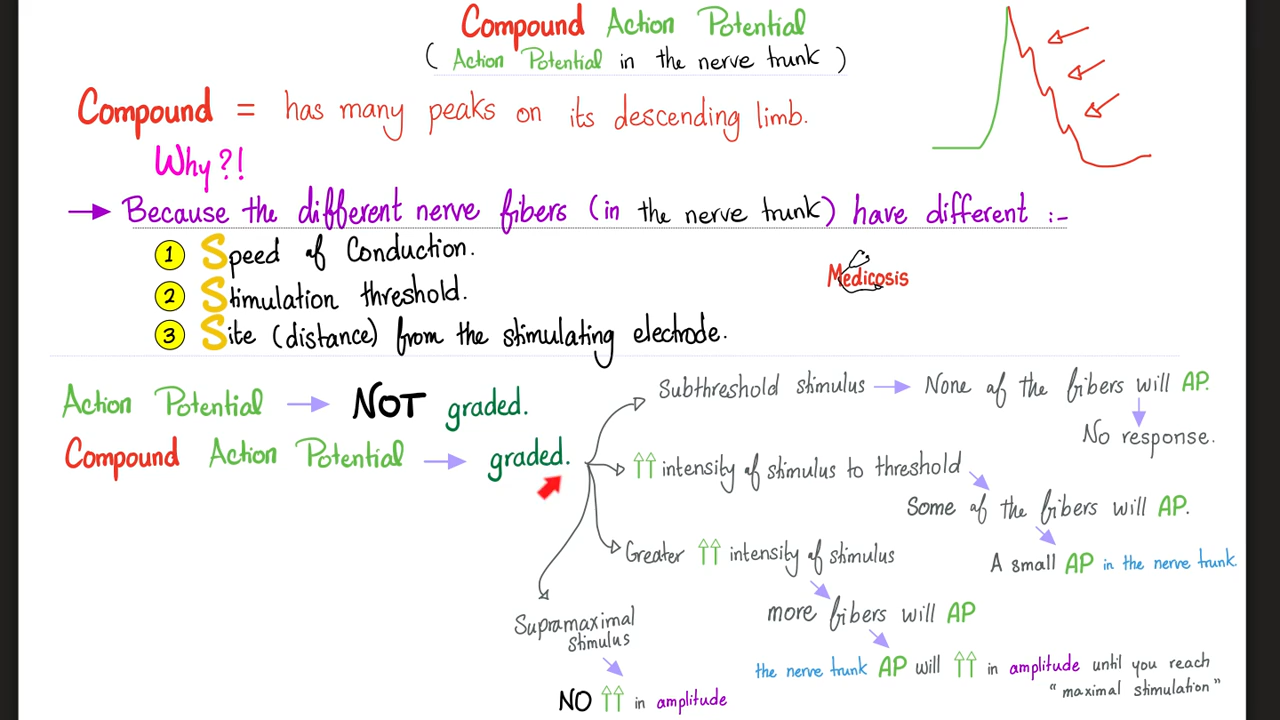 Compound Action Potential
( Action Potential in the nerve trunk )
Compound = has many peaks on its descending limb.
Why?!
→ Because the different nerve fibers (in the nerve trunk) have different :-
1 Speed of Conduction.
2 Stimulation threshold.
3 Site (distance) from the stimulating electrode.
Medicosis
Action Potential → NOT graded.
Compound Action Potential → graded.
Subthreshold stimulus → None of the fibers will AP.
No response.
↑↑ intensity of stimulus to threshold
Some of the fibers will AP.
A small AP in the nerve trunk
Greater ↑↑ intensity of stimulus
more fibers will AP
the nerve trunk AP will ↑↑ in amplitude until you reach
"maximal stimulation"
Supramaximal
stimulus
NO ↑↑ in amplitude